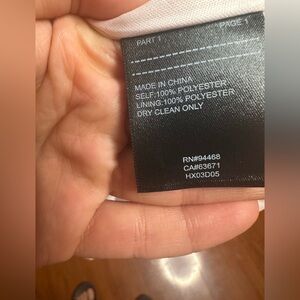 PART 1 PAGE 1
MADE IN CHINA
SELF:100% POLYESTER
LINING:100% POLYESTER
DRY CLEAN ONLY
RN#94468
CA#63671
HX03D05